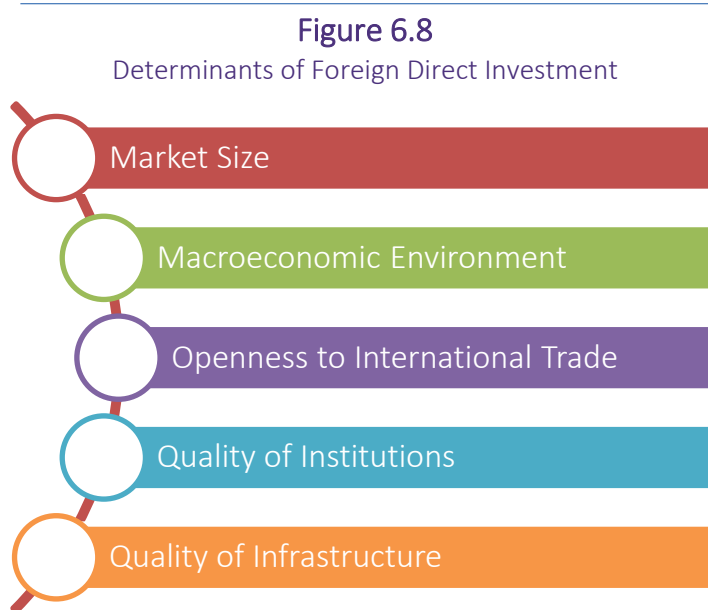 Figure 6.8
Determinants of Foreign Direct Investment
Market Size
Macroeconomic Environment
Openness to International Trade
Quality of Institutions
Quality of Infrastructure